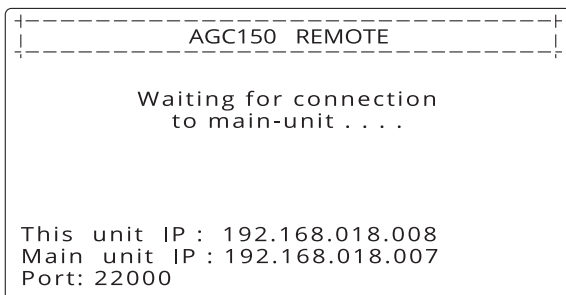 AGC150 REMOTE
Waiting for connection
to main-unit . . . .
This unit IP : 192.168.018.008
Main unit IP : 192.168.018.007
Port: 22000